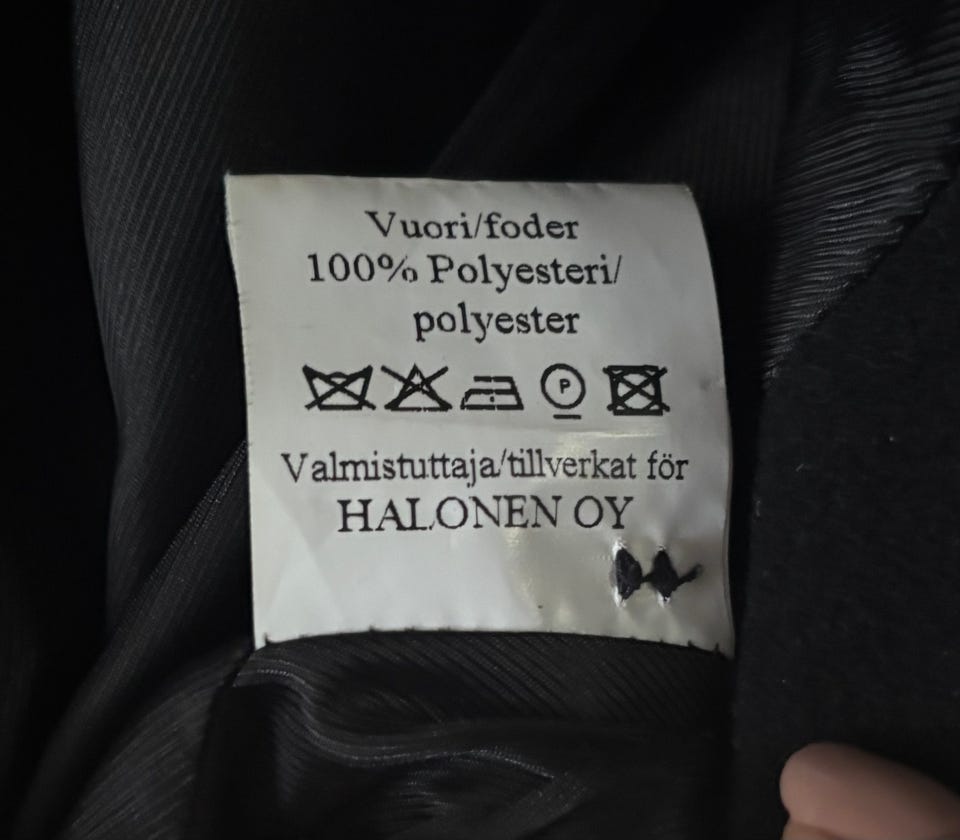 Vuori/foder
100% Polyesteri/
polyester
P
Valmistuttaja/tillverkat för
HALONEN OY